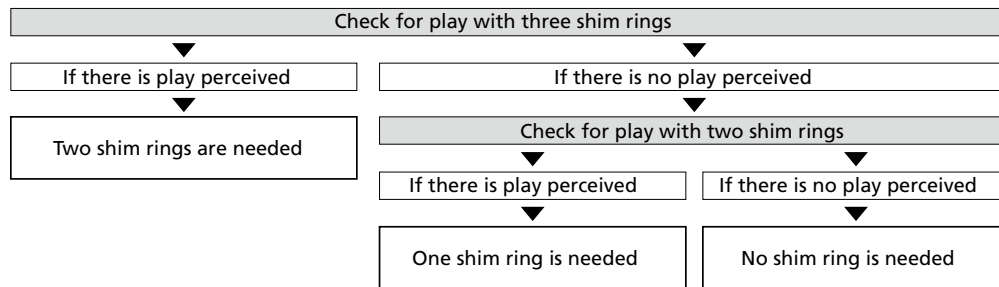 Check for play with three shim rings
If there is play perceived
If there is no play perceived
Two shim rings are needed
Check for play with two shim rings
If there is play perceived
If there is no play perceived
One shim ring is needed
No shim ring is needed